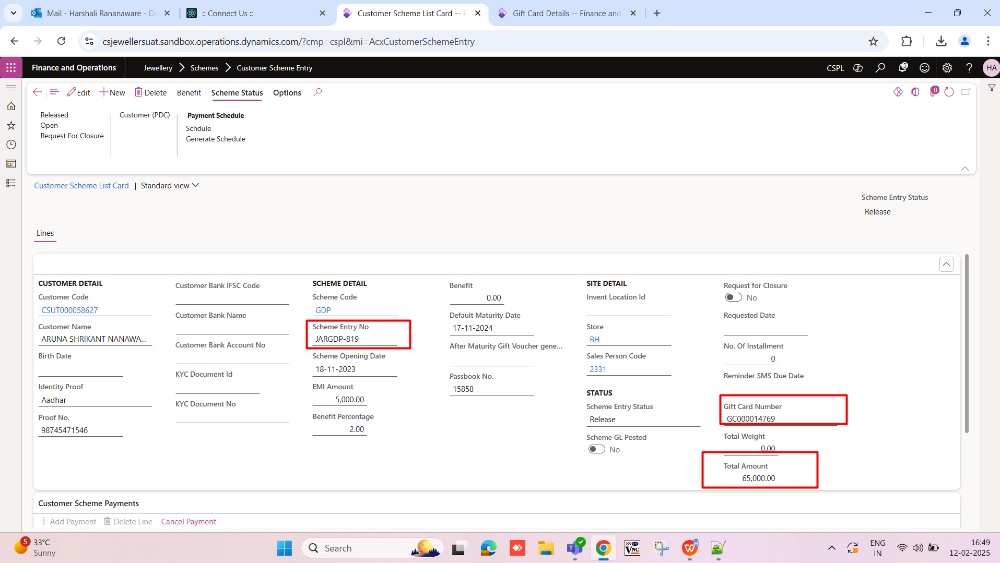 Mail - Harshali Rananaware - O
:: Connect Us ::
Customer Scheme List Card -- F
Gift Card Details -- Finance and
csjewellersuat.sandbox.operations.dynamics.com/?cmp=cspl&mi=AcxCustomerSchemeEntry
Finance and Operations
Jewellery > Schemes > Customer Scheme Entry
CSPL
5
?
HA
Edit
New
Delete
Benefit
Scheme Status
Options
0
Released
Open
Request For Closure
Customer (PDC)
Payment Schedule
Schdule
Generate Schedule
Customer Scheme List Card | Standard view
Scheme Entry Status
Release
Lines
CUSTOMER DETAIL
Customer Code
CSUT000058627
Customer Name
ARUNA SHRIKANT NANAWA...
Birth Date
Identity Proof
Aadhar
Proof No.
98745471546
Customer Bank IFSC Code
Customer Bank Name
Customer Bank Account No
KYC Document Id
KYC Document No
SCHEME DETAIL
Scheme Code
GDP
Scheme Entry No
JARGDP-819
Scheme Opening Date
18-11-2023
EMI Amount
5,000.00
Benefit Percentage
2.00
Benefit
0.00
Default Maturity Date
17-11-2024
After Maturity Gift Voucher gene...
Passbook No.
15858
SITE DETAIL
Invent Location Id
Store
BH
Sales Person Code
2331
STATUS
Scheme Entry Status
Release
Scheme GL Posted
No
Request for Closure
No
Requested Date
No. Of Installment
0
Reminder SMS Due Date
Gift Card Number
GC000014769
Total Weight
0.00
Total Amount
65,000.00
Customer Scheme Payments
Add Payment
Delete Line
Cancel Payment
5
33°C
Sunny
Search
VNC
ENG
IN
16:49
12-02-2025